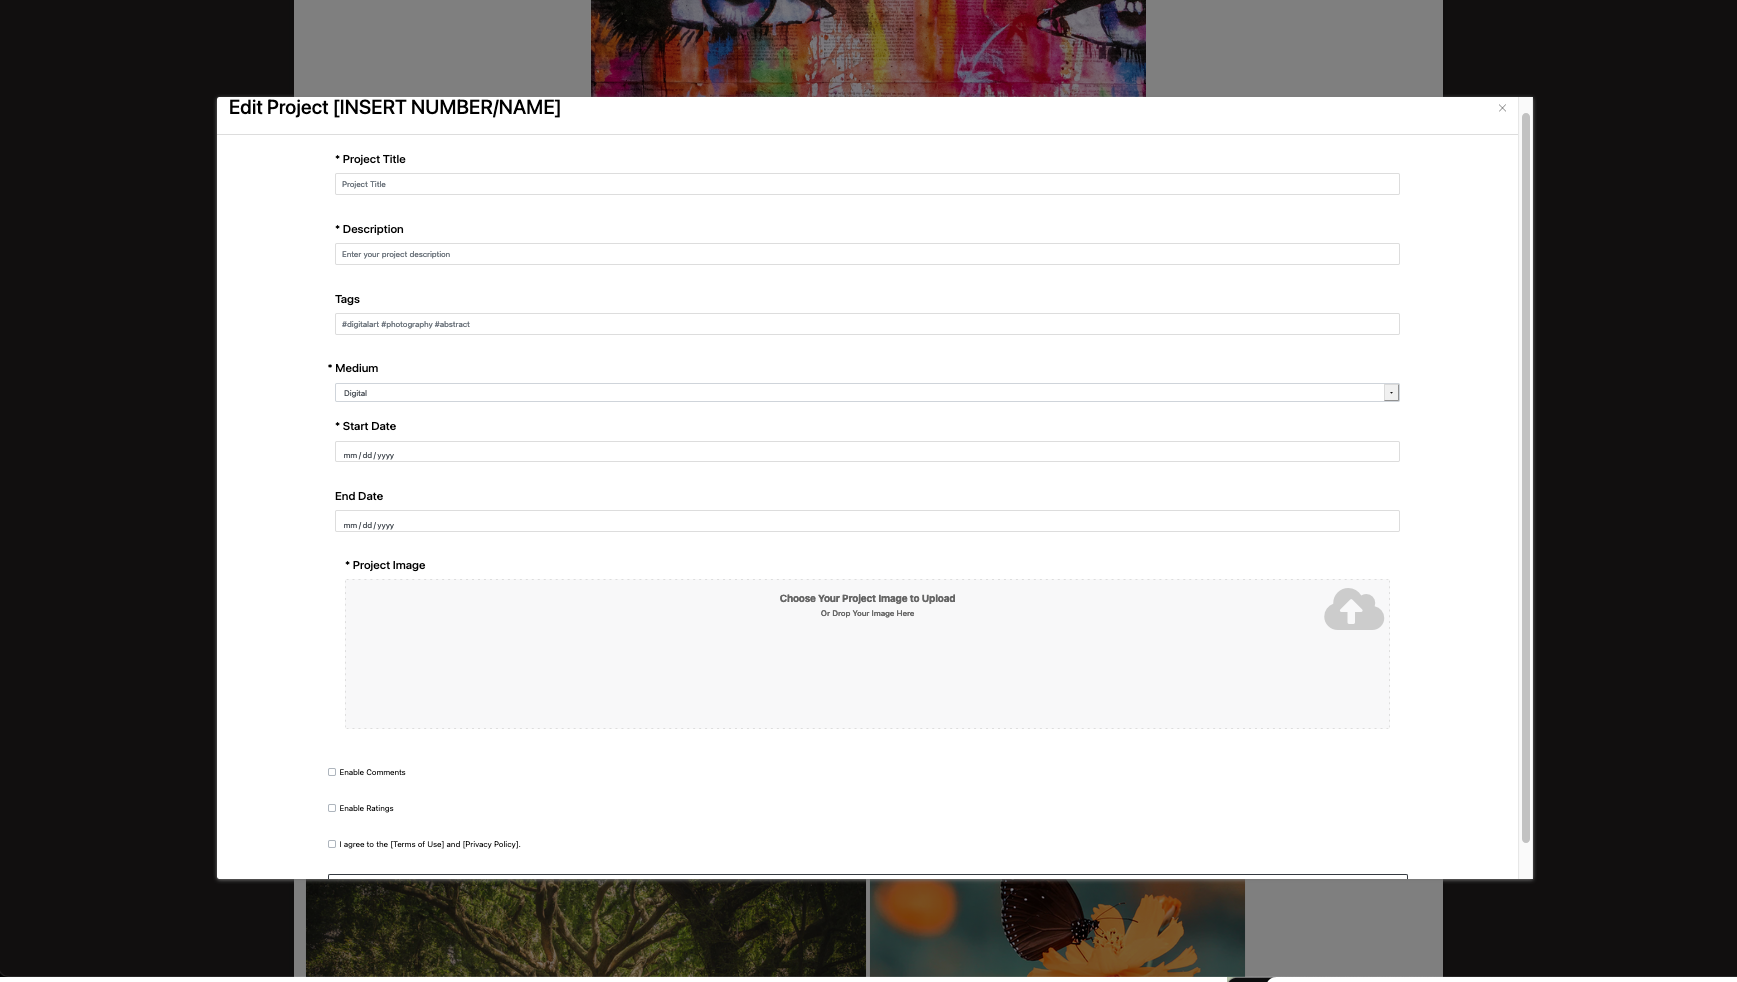 Edit Project [INSERT NUMBER/NAME]
* Project Title
Project Title
* Description
Enter your project description
Tags
#digitalart #photography #abstract
* Medium
Digital
* Start Date
mm/dd/yyyy
End Date
mm/dd/yyyy
* Project Image
Choose Your Project Image to Upload
Or Drop Your Image Here
Enable Comments
Enable Ratings
I agree to the [Terms of Use] and [Privacy Policy].